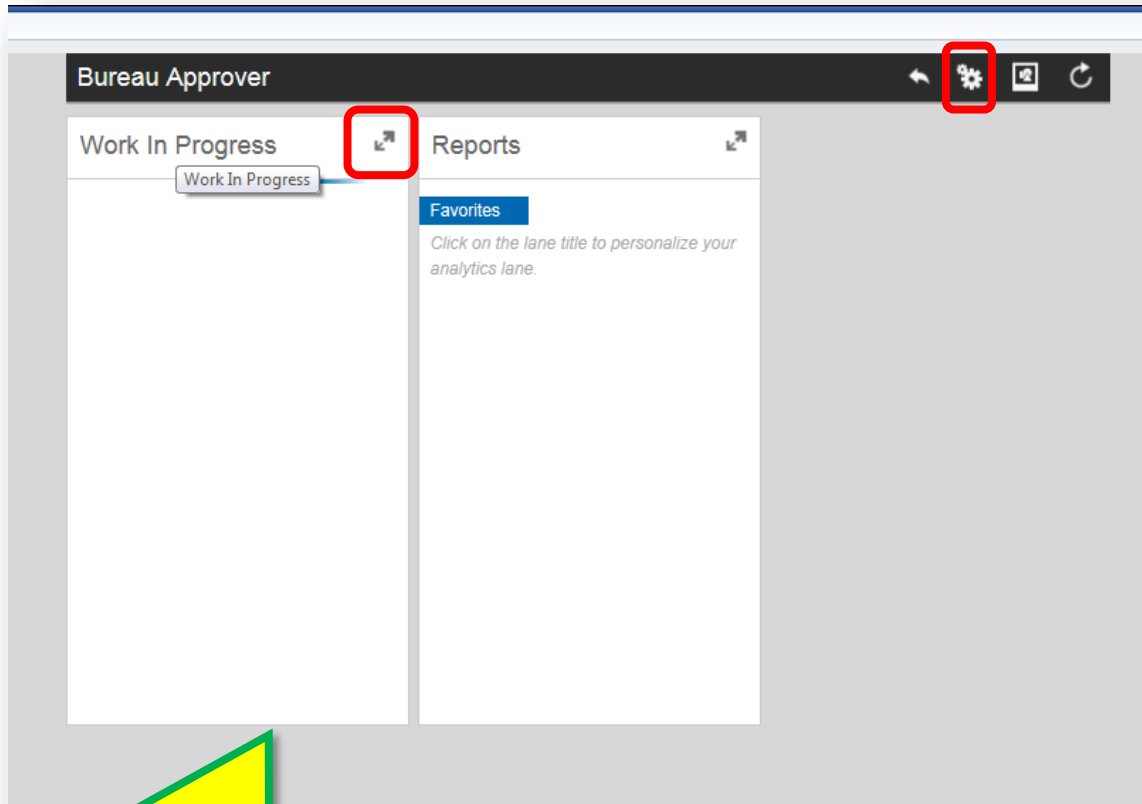 Bureau Approver
Work In Progress
Work In Progress
Reports
Favorites
Click on the lane title to personalize your
analytics lane.